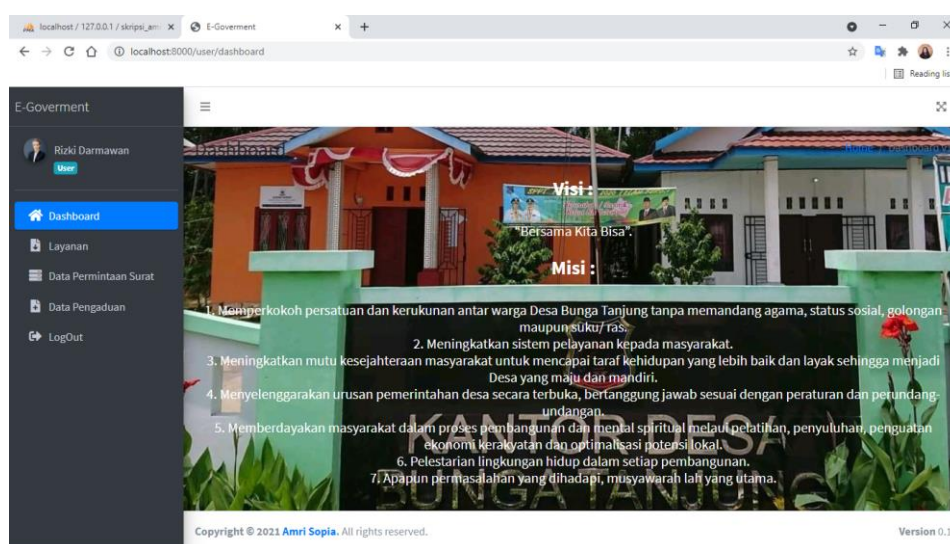 localhost / 127.0.0.1 / skripsi_am
E-Goverment
localhost:8000/user/dashboard
Reading lis
E-Goverment
Rizki Darmawan
User
Dashboard
Layanan
Data Permintaan Surat
Data Pengaduan
LogOut
Dashboard
Home / Dashboard v
Visi :
"Bersama Kita Bisa".
Misi :
1. Memperkokoh persatuan dan kerukunan antar warga Desa Bunga Tanjung tanpa memandang agama, status sosial, golongan
maupun suku/ ras.
2. Meningkatkan sistem pelayanan kepada masyarakat.
3. Meningkatkan mutu kesejahteraan masyarakat untuk mencapai taraf kehidupan yang lebih baik dan layak sehingga menjadi
Desa yang maju dan mandiri.
4. Menyelenggarakan urusan pemerintahan desa secara terbuka, bertanggung jawab sesuai dengan peraturan dan perundang-
undangan.
5. Memberdayakan masyarakat dalam proses pembangunan dan mental spiritual melaui pelatihan, penyuluhan, penguatan
ekonomi kerakyatan dan optimalisasi potensi lokal.
6. Pelestarian lingkungan hidup dalam setiap pembangunan.
7. Apapun permasalahan yang dihadapi, musyawarah lah yang utama.
KANTOR DESA
BUNGA TANJUNG
Copyright © 2021 Amri Sopia. All rights reserved.
Version 0.1